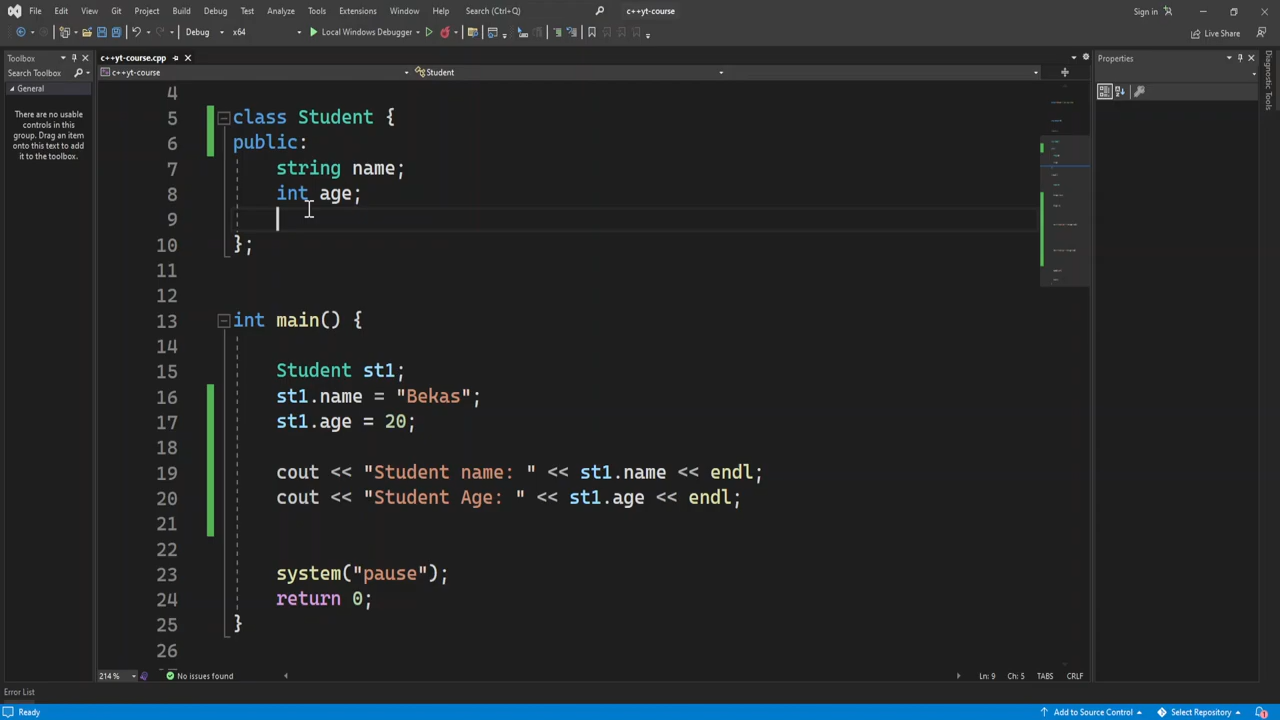 File Edit View Git Project Build Debug Test Analyze Tools Extensions Window Help Search (Ctrl+Q) c++yt-course Sign in
Debug x64 Local Windows Debugger Live Share
Toolbox
Search Toolbox
General
There are no usable
controls in this
group. Drag an item
onto this text to add
it to the toolbox.
c++yt-course.cpp
c++yt-course Student
4
5 class Student {
6 public:
7 string name;
8 int age;
9
10 };
11
12
13 int main() {
14
15 Student st1;
16 st1.name = "Bekas";
17 st1.age = 20;
18
19 cout << "Student name: " << st1.name << endl;
20 cout << "Student Age: " << st1.age << endl;
21
22
23 system("pause");
24 return 0;
25 }
26
214 % No issues found Ln: 9 Ch: 5 TABS CRLF
Properties
Diagnostic Tools
Error List
Ready Add to Source Control Select Repository 1